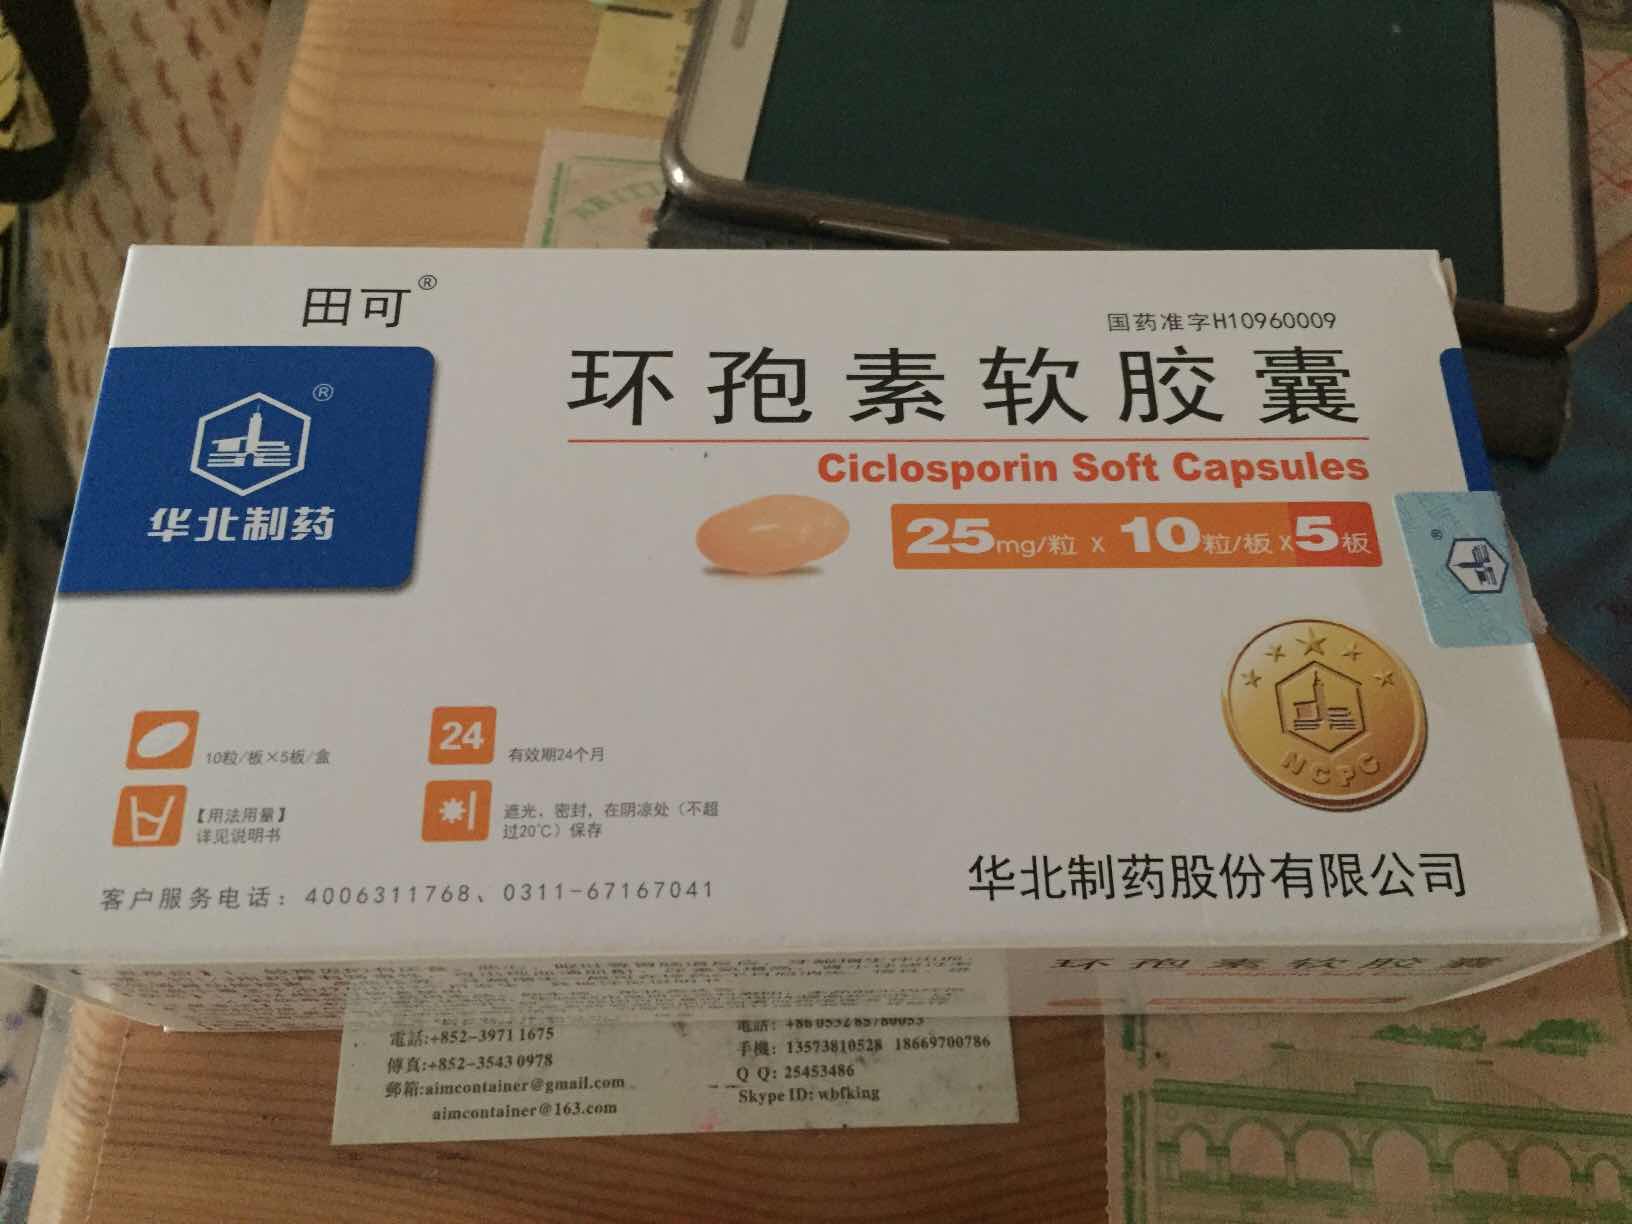 田可®
国药准字H10960009
环孢素软胶囊
Ciclosporin Soft Capsules
25mg/粒 x 10粒/板x5板
®
华北制药
®
NCPC
10粒/板×5板/盒
24
有效期24个月
【用法用量】
详见说明书
遮光，密封，在阴凉处（不超
过20℃）保存
客户服务电话：4006311768、0311-67167041
华北制药股份有限公司
环孢素软胶囊
電話:+852-3971 1675
傳真:+852-3543 0978
郵箱:aimcontainer@gmail.com
aimcontainer@163.com
電話: +86 0532 85780053
手機: 13573810528 18669700786
Q Q: 25453486
Skype ID: wbfking